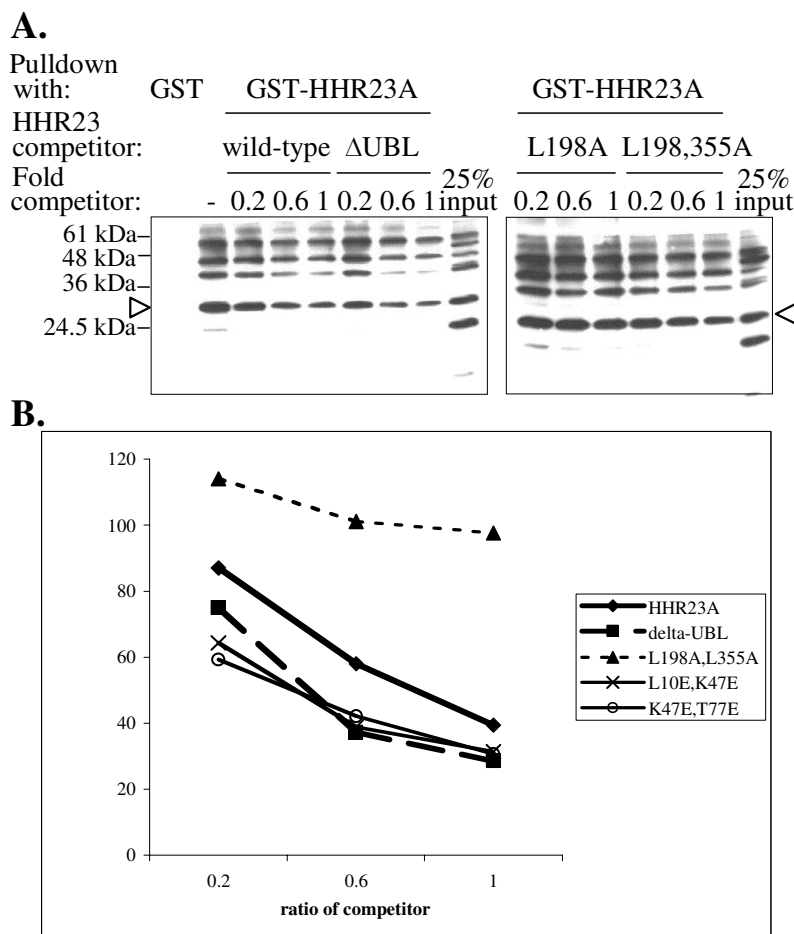 A.
Pulldown
with: GST GST-HHR23A GST-HHR23A
HHR23
competitor: wild-type ΔUBL L198A L198,355A
Fold 25% 25%
competitor: - 0.2 0.6 1 0.2 0.6 1 input 0.2 0.6 1 0.2 0.6 1 input
61 kDa
48 kDa
36 kDa
24.5 kDa
B.
120
100
80
60
40
20
0
0.2 0.6 1
ratio of competitor
HHR23A
delta-UBL
L198A,L355A
L10E,K47E
K47E,T77E